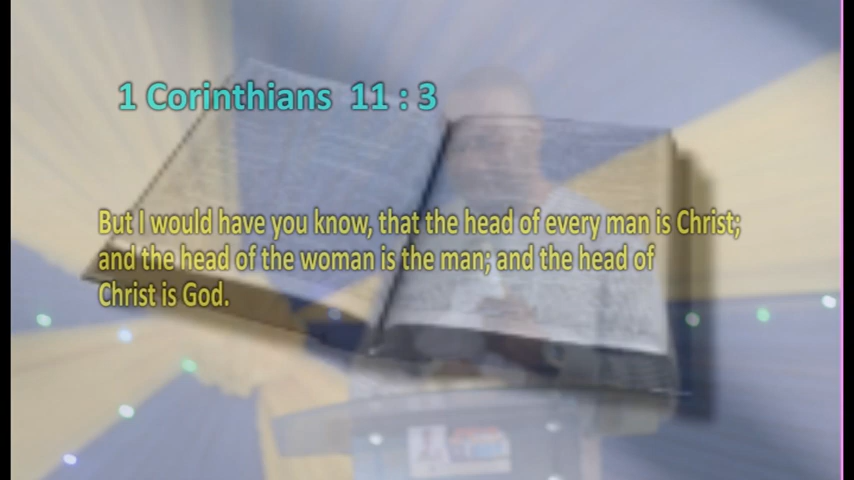 1 Corinthians 11 : 3
But I would have you know, that the head of every man is Christ;
and the head of the woman is the man; and the head of
Christ is God.